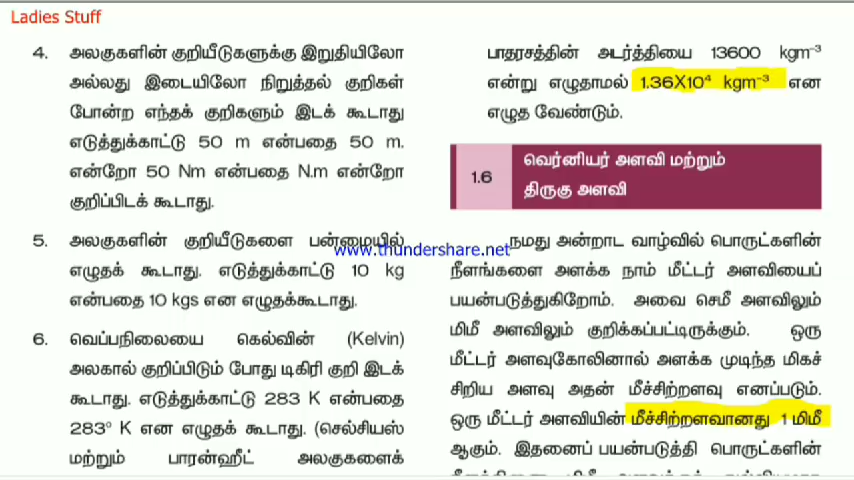 Ladies Stuff
4. அலகுகளின் குறியீடுகளுக்கு இறுதியிலோ
அல்லது இடையிலோ நிறுத்தல் குறிகள்
போன்ற எந்தக் குறிகளும் இடக் கூடாது
எடுத்துக்காட்டு 50 m என்பதை 50 m.
என்றோ 50 Nm என்பதை N.m என்றோ
குறிப்பிடக் கூடாது.
5. அலகுகளின் குறியீடுகளை பன்மையில்
எழுதக் கூடாது. எடுத்துக்காட்டு 10 kg
என்பதை 10 kgs என எழுதக்கூடாது.
6. வெப்பநிலையை கெல்வின் (Kelvin)
அலகால் குறிப்பிடும் போது டிகிரி குறி இடக்
கூடாது. எடுத்துக்காட்டு 283 K என்பதை
283° K என எழுதக் கூடாது. (செல்சியஸ்
மற்றும் பாரன்ஹீட் அலகுகளைக்
பாதரசத்தின் அடர்த்தியை 13600 kgm⁻³
என்று எழுதாமல் 1.36X10⁴ kgm⁻³ என
எழுத வேண்டும்.
1.6 வெர்னியர் அளவி மற்றும்
திருகு அளவி
www.thundershare.net
நமது அன்றாட வாழ்வில் பொருட்களின்
நீளங்களை அளக்க நாம் மீட்டர் அளவியைப்
பயன்படுத்துகிறோம். அவை செமீ அளவிலும்
மிமீ அளவிலும் குறிக்கப்பட்டிருக்கும். ஒரு
மீட்டர் அளவுகோலினால் அளக்க முடிந்த மிகச்
சிறிய அளவு அதன் மீச்சிற்றளவு எனப்படும்.
ஒரு மீட்டர் அளவியின் மீச்சிற்றளவானது 1 மிமீ
ஆகும். இதனைப் பயன்படுத்தி பொருட்களின்